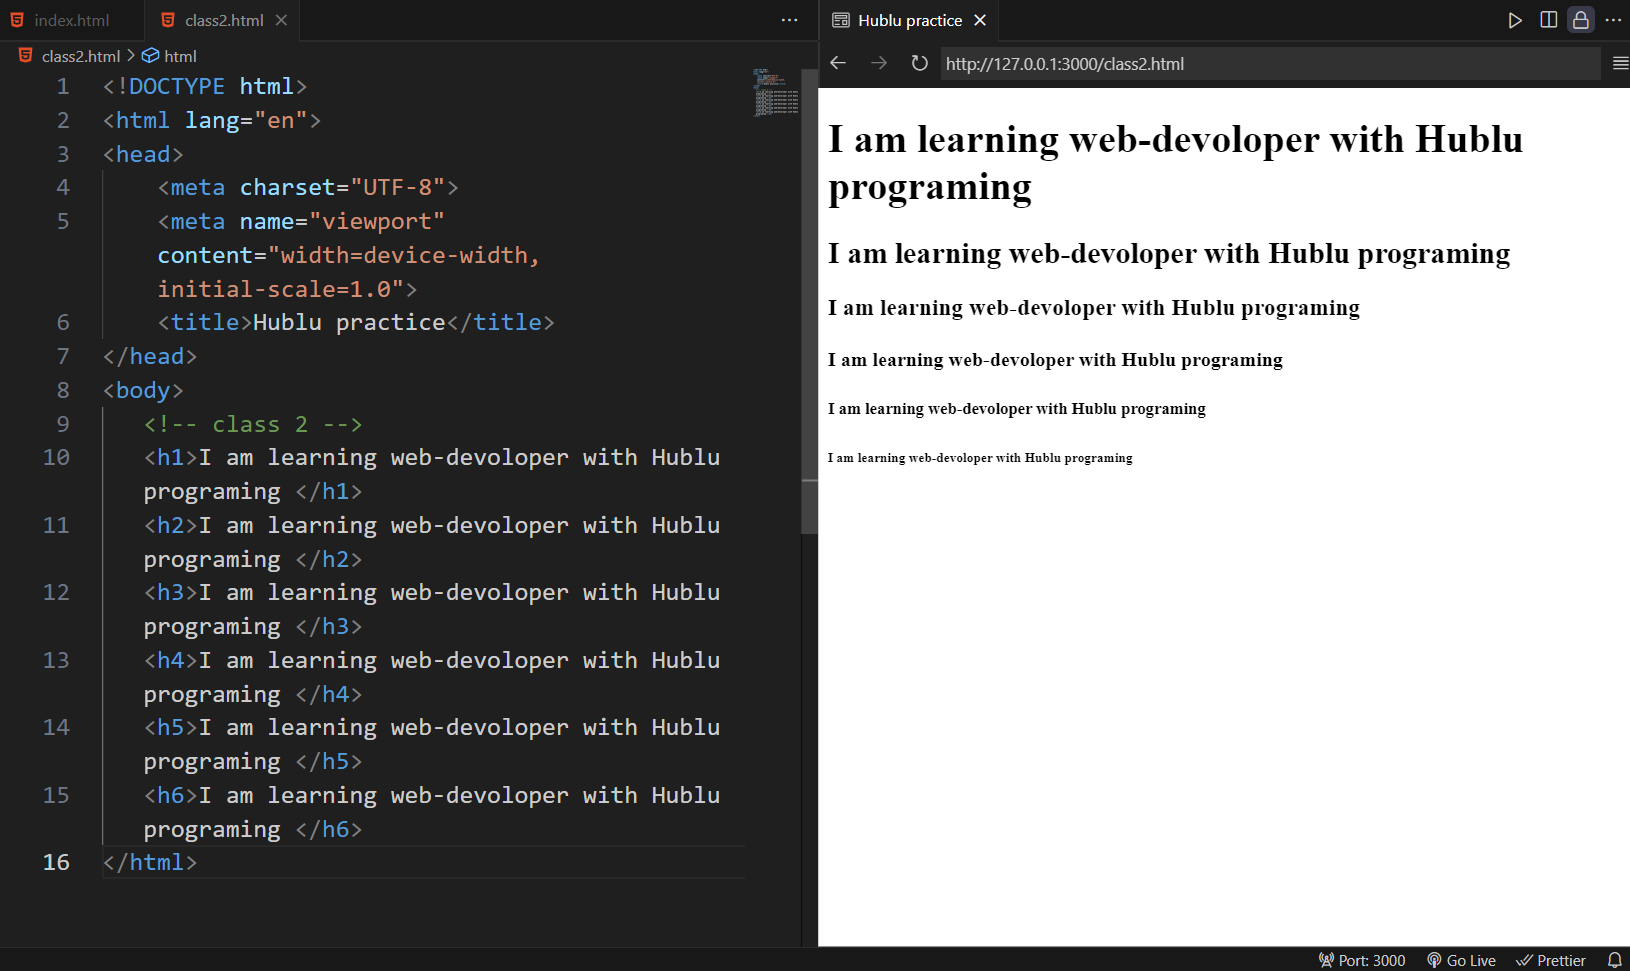 index.html
class2.html
class2.html > html
1 <!DOCTYPE html>
2 <html lang="en">
3 <head>
4 <meta charset="UTF-8">
5 <meta name="viewport"
content="width=device-width,
initial-scale=1.0">
6 <title>Hublu practice</title>
7 </head>
8 <body>
9 <!-- class 2 -->
10 <h1>I am learning web-devoloper with Hublu
programing </h1>
11 <h2>I am learning web-devoloper with Hublu
programing </h2>
12 <h3>I am learning web-devoloper with Hublu
programing </h3>
13 <h4>I am learning web-devoloper with Hublu
programing </h4>
14 <h5>I am learning web-devoloper with Hublu
programing </h5>
15 <h6>I am learning web-devoloper with Hublu
programing </h6>
16 </html>
Hublu practice
http://127.0.0.1:3000/class2.html
I am learning web-devoloper with Hublu
programing
I am learning web-devoloper with Hublu programing
I am learning web-devoloper with Hublu programing
I am learning web-devoloper with Hublu programing
I am learning web-devoloper with Hublu programing
I am learning web-devoloper with Hublu programing
Port: 3000 Go Live Prettier